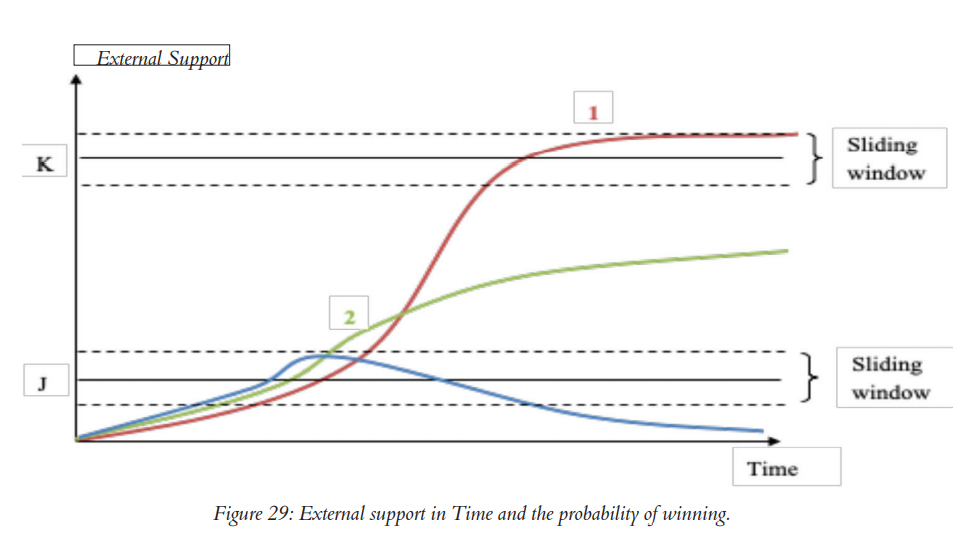 External Support
1
K
Sliding
window
2
J
Sliding
window
Time
Figure 29: External support in Time and the probability of winning.